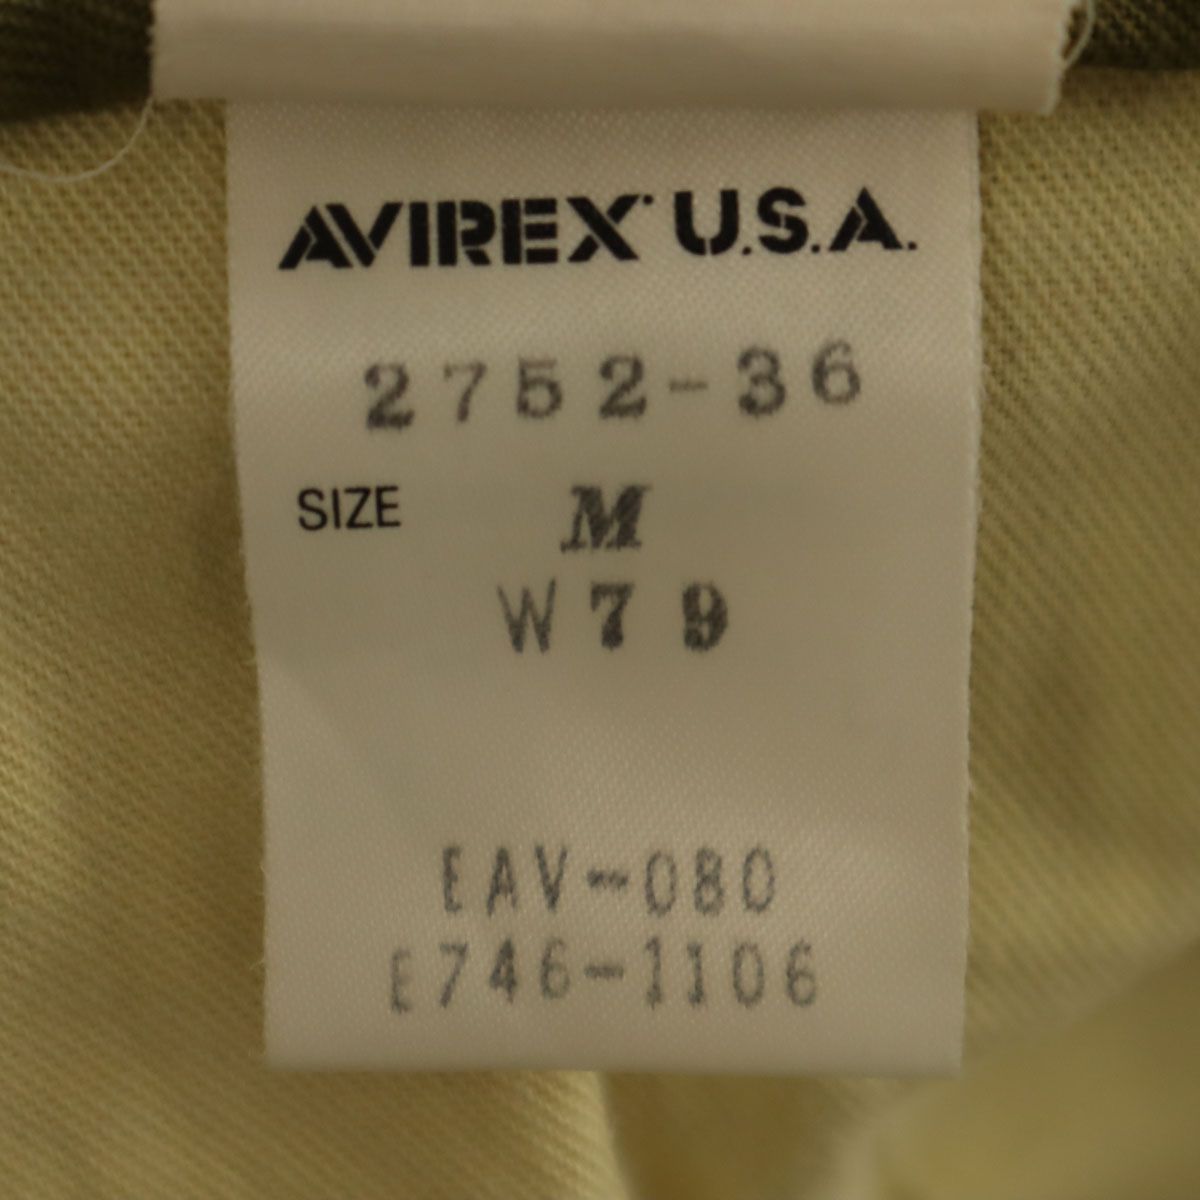 AVIREX U.S.A.
2752-36
SIZE M
W79
EAV-080
E746-1106